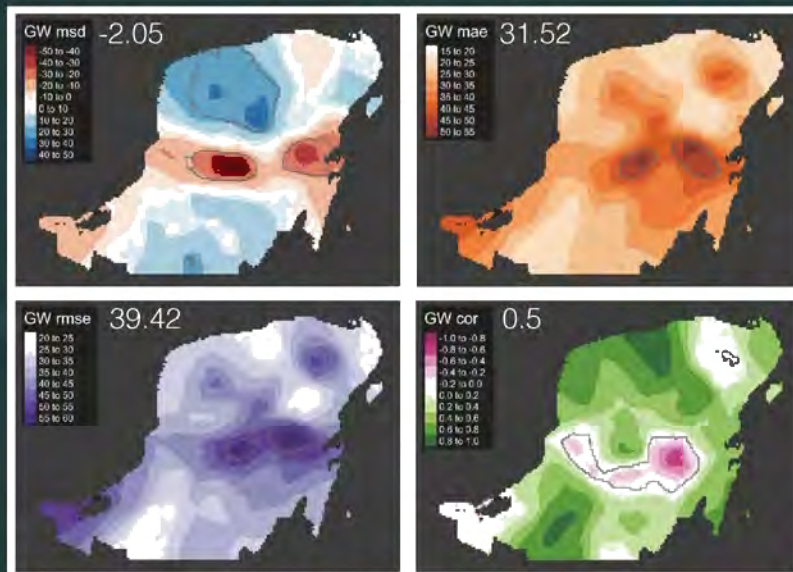 GW msd -2.05
-50 to -40
-40 to -30
-30 to -20
-20 to -10
-10 to 0
0 to 10
10 to 20
20 to 30
30 to 40
40 to 50
GW mae 31.52
15 to 20
20 to 25
25 to 30
30 to 35
35 to 40
40 to 45
45 to 50
50 to 55
GW rmse 39.42
20 to 25
25 to 30
30 to 35
35 to 40
40 to 45
45 to 50
50 to 55
55 to 60
GW cor 0.5
-1.0 to -0.8
-0.8 to -0.6
-0.6 to -0.4
-0.4 to -0.2
-0.2 to 0.0
0.0 to 0.2
0.2 to 0.4
0.4 to 0.6
0.6 to 0.8
0.8 to 1.0